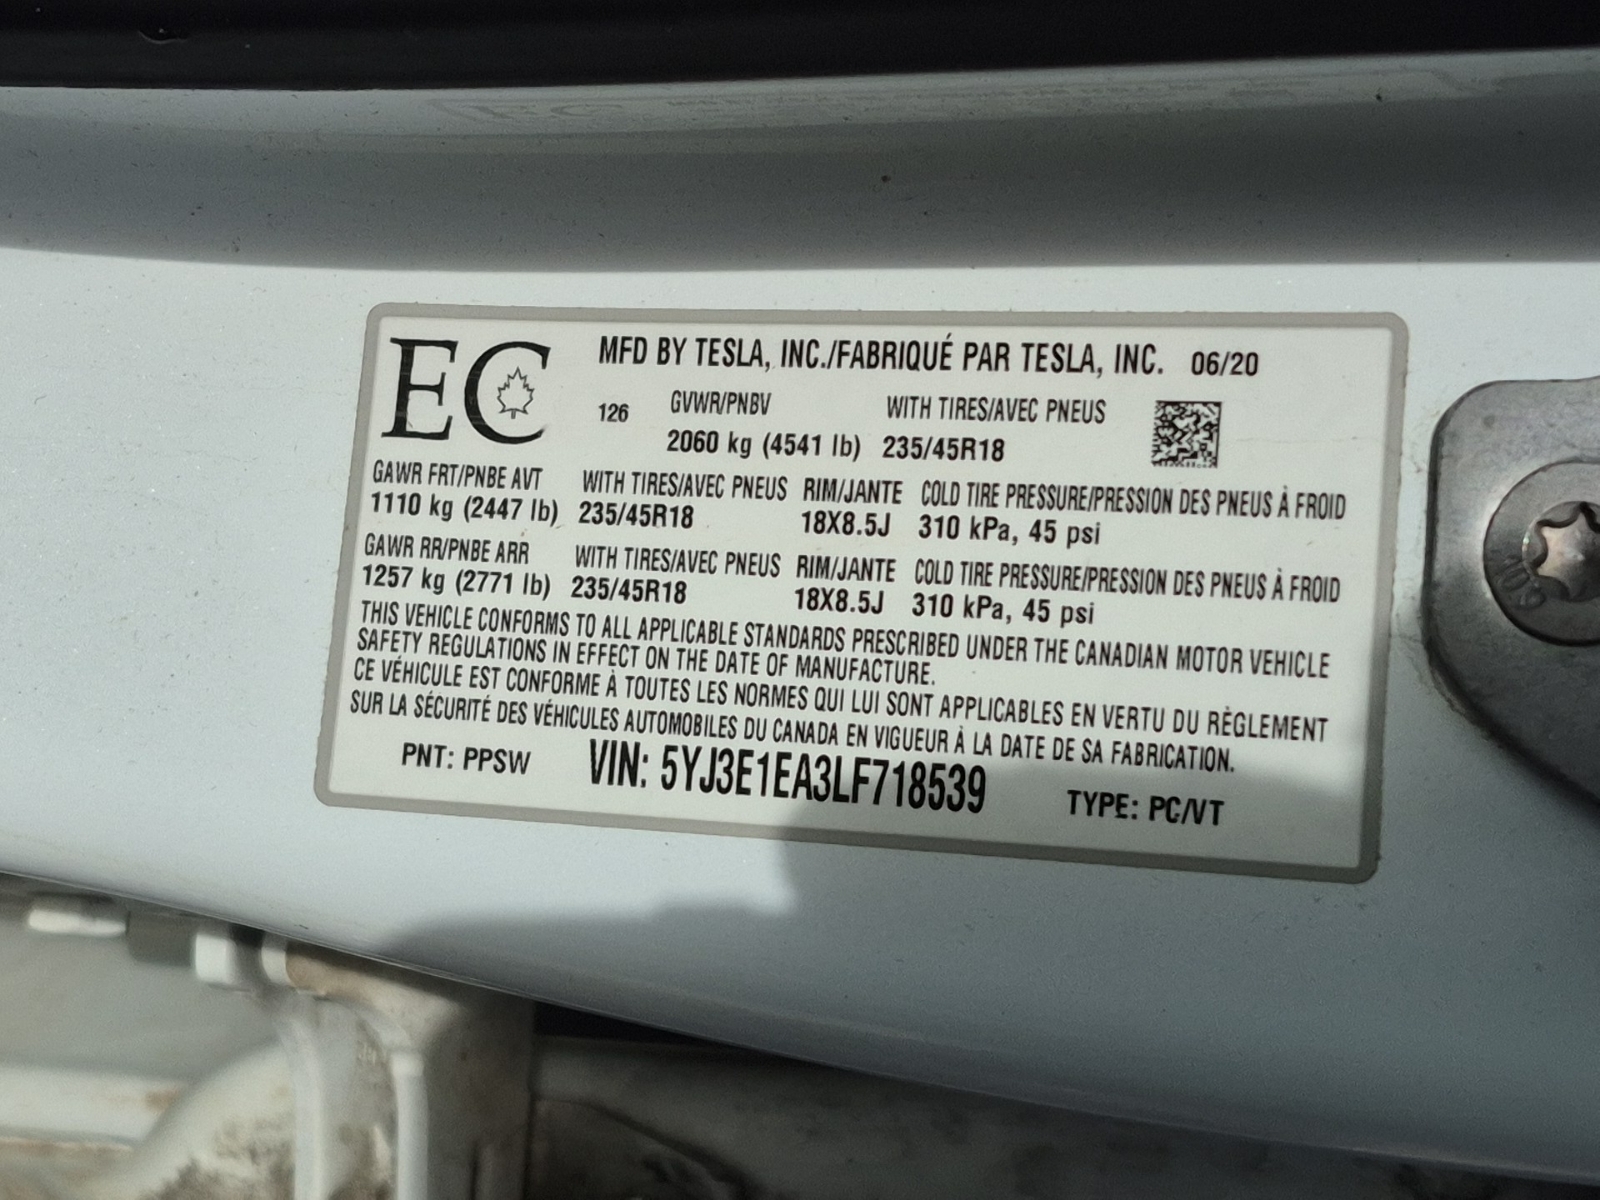 EC MFD BY TESLA, INC./FABRIQUÉ PAR TESLA, INC. 06/20
126 GVWR/PNBV WITH TIRES/AVEC PNEUS
2060 kg (4541 lb) 235/45R18
GAWR FRT/PNBE AVT WITH TIRES/AVEC PNEUS RIM/JANTE COLD TIRE PRESSURE/PRESSION DES PNEUS À FROID
1110 kg (2447 lb) 235/45R18 18X8.5J 310 kPa, 45 psi
GAWR RR/PNBE ARR WITH TIRES/AVEC PNEUS RIM/JANTE COLD TIRE PRESSURE/PRESSION DES PNEUS À FROID
1257 kg (2771 lb) 235/45R18 18X8.5J 310 kPa, 45 psi
THIS VEHICLE CONFORMS TO ALL APPLICABLE STANDARDS PRESCRIBED UNDER THE CANADIAN MOTOR VEHICLE
SAFETY REGULATIONS IN EFFECT ON THE DATE OF MANUFACTURE.
CE VÉHICULE EST CONFORME À TOUTES LES NORMES QUI LUI SONT APPLICABLES EN VERTU DU RÈGLEMENT
SUR LA SÉCURITÉ DES VÉHICULES AUTOMOBILES DU CANADA EN VIGUEUR À LA DATE DE SA FABRICATION.
PNT: PPSW VIN: 5YJ3E1EA3LF718539 TYPE: PC/VT